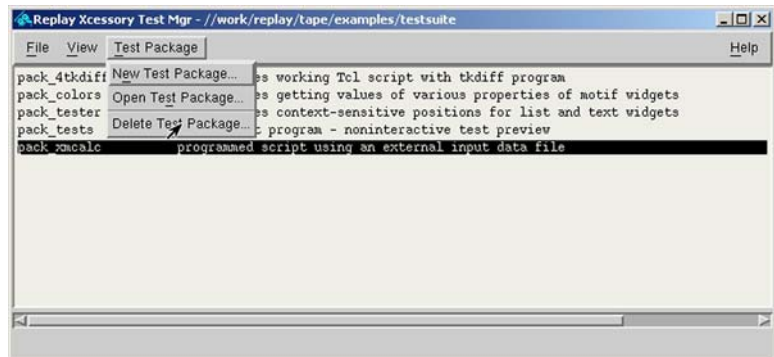 Replay Xcessory Test Mgr - //work/replay/tape/examples/testsuite
File View Test Package Help
New Test Package...
Open Test Package...
Delete Test Package...
pack_4tkdiff es working Tcl script with tkdiff program
pack_colors es getting values of various properties of motif widgets
pack_tester es context-sensitive positions for list and text widgets
pack_tests program - noninteractive test preview
pack_xmcalc programmed script using an external input data file